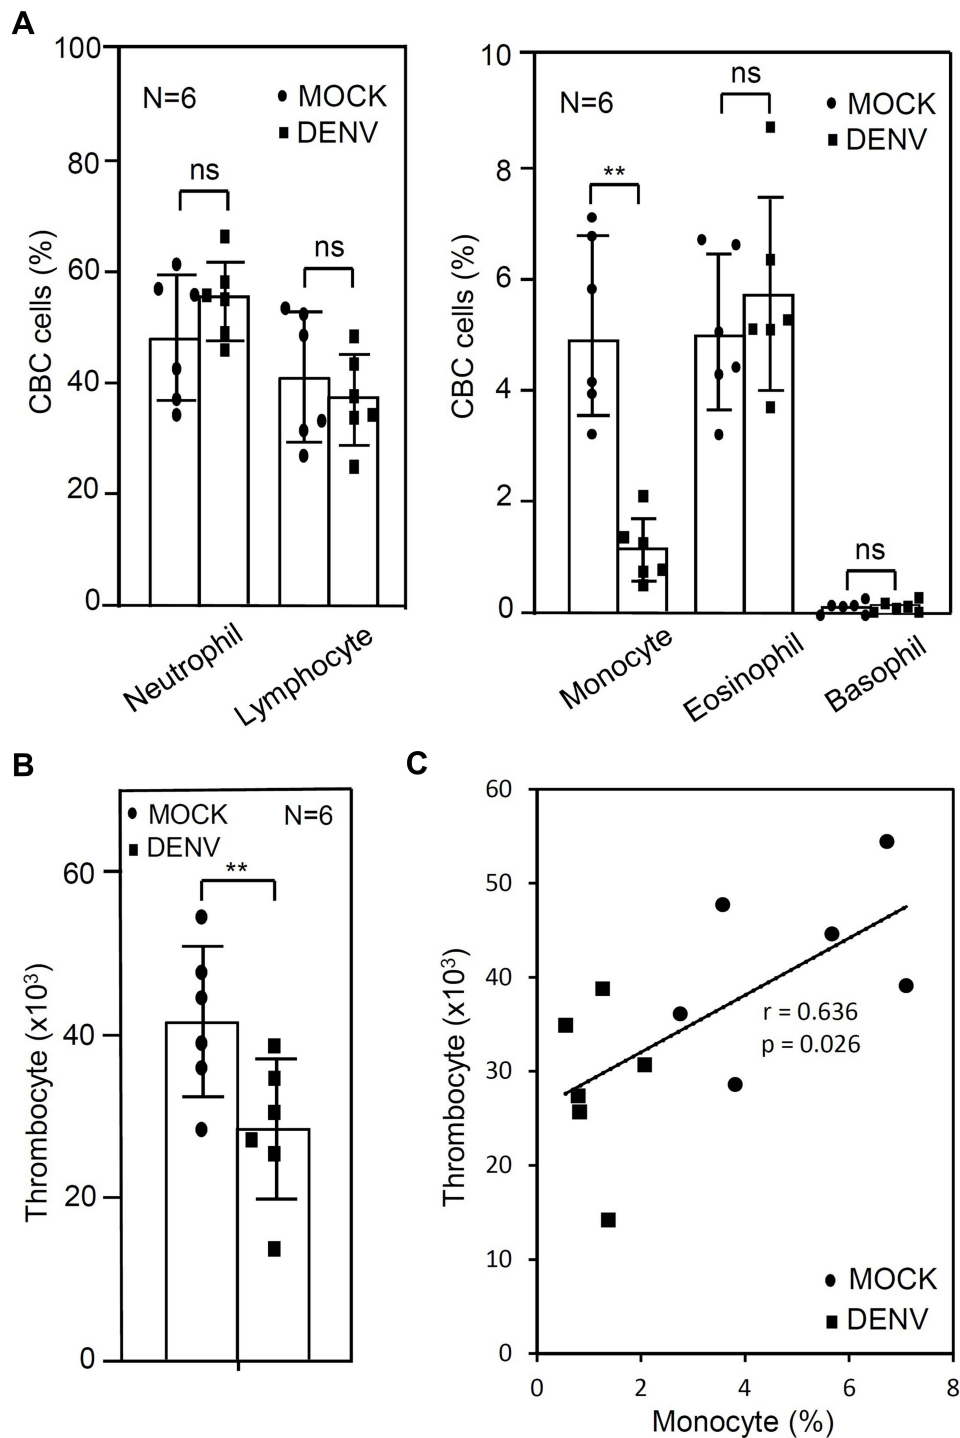 A
100
80
60
40
20
0
CBC cells (%)
N=6
MOCK
DENV
ns
ns
Neutrophil
Lymphocyte
10
8
6
4
2
0
CBC cells (%)
N=6
MOCK
DENV
**
ns
ns
Monocyte
Eosinophil
Basophil
B
MOCK
DENV
N=6
**
60
40
20
0
Thrombocyte (x10³)
C
60
50
40
30
20
10
0
Thrombocyte (x10³)
r = 0.636
p = 0.026
MOCK
DENV
0 2 4 6 8
Monocyte (%)